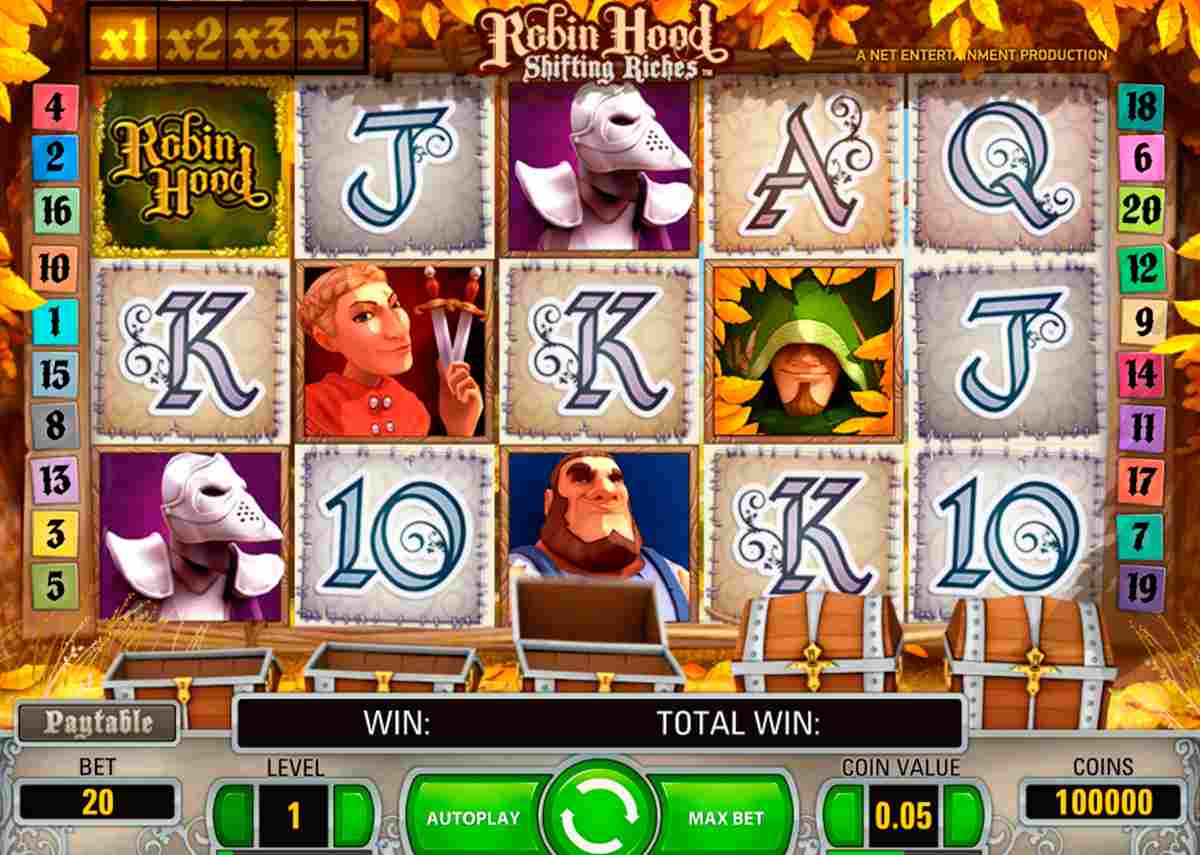 x1 x2 x3 x5
Robin Hood
Shifting Riches™
A NET ENTERTAINMENT PRODUCTION
4
2
16
10
1
15
8
13
3
5
Robin
Hood
J
A
Q
K
K
J
10
K
10
18
6
20
12
9
14
11
17
7
19
Paytable
WIN:
TOTAL WIN:
BET
20
LEVEL
1
AUTOPLAY
MAX BET
COIN VALUE
0.05
COINS
100000